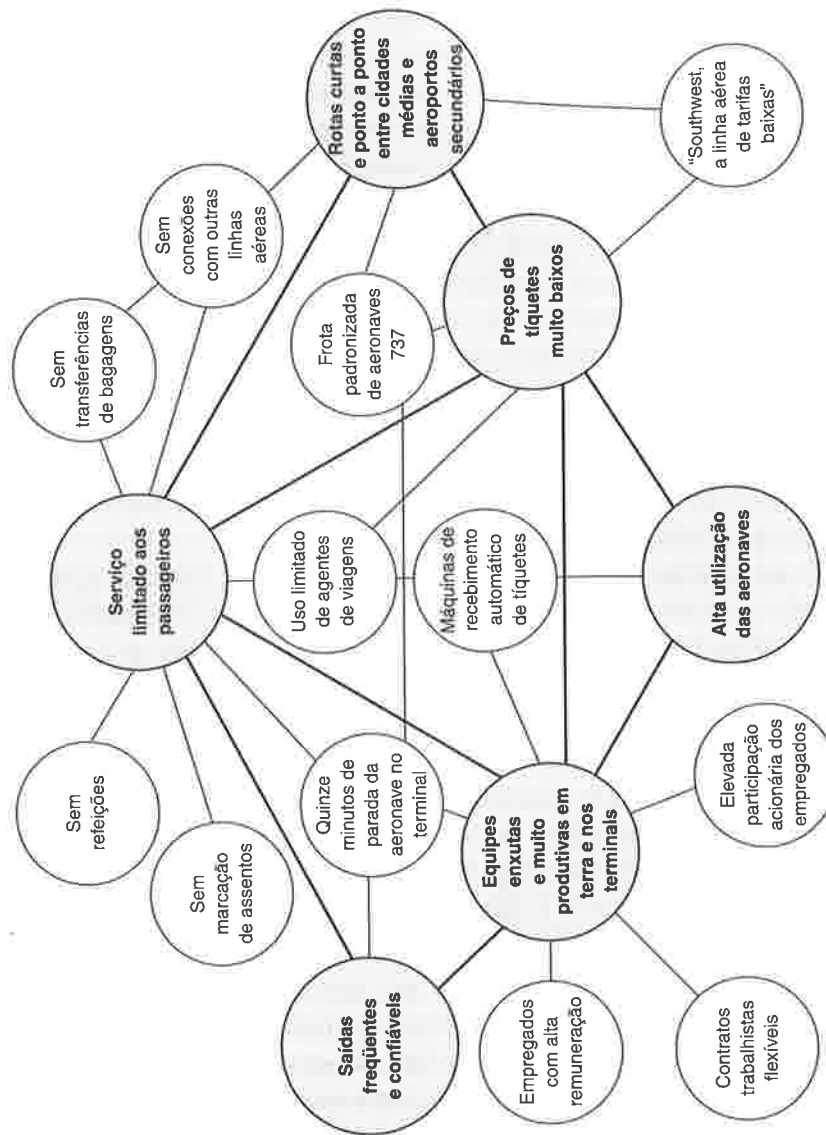 Sem
transferências
de bagagens
Sem
conexões
com outras
linhas
aéreas
Rotas curtas
e ponto a ponto
entre cidades
médias e
aeroportos
secundários
Serviço
limitado aos
passageiros
Sem
refeições
Sem
marcação
de assentos
Uso limitado
de agentes
de viagens
Frota
padronizada
de aeronaves
737
Saídas
freqüentes
e confiáveis
Quinze
minutos de
parada da
aeronave no
terminal
Máquinas de
recebimento
automático
de tíquetes
Preços de
tíquetes
muito baixos
Empregados
com alta
remuneração
Equipes
enxutas
e muito
produtivas em
terra e nos
terminals
Contratos
trabalhistas
flexíveis
Elevada
participação
acionária dos
empregados
Alta utilização
das aeronaves
"Southwest,
a linha aérea
de tarifas
baixas"